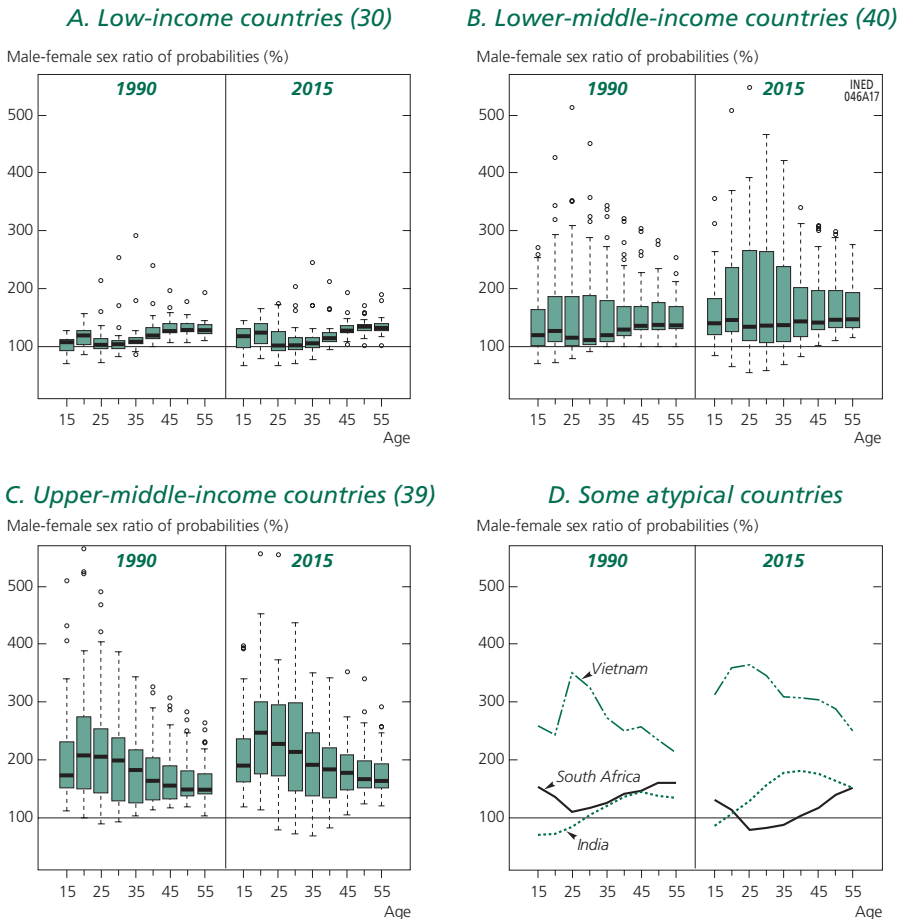 A. Low-income countries (30)
Male-female sex ratio of probabilities (%)
1990
2015
500
400
300
200
100
15 25 35 45 55 15 25 35 45 55
Age
B. Lower-middle-income countries (40)
Male-female sex ratio of probabilities (%)
1990
2015
INED
046A17
500
400
300
200
100
15 25 35 45 55 15 25 35 45 55
Age
C. Upper-middle-income countries (39)
Male-female sex ratio of probabilities (%)
1990
2015
500
400
300
200
100
15 25 35 45 55 15 25 35 45 55
Age
D. Some atypical countries
Male-female sex ratio of probabilities (%)
1990
2015
500
400
300
200
100
Vietnam
South Africa
India
15 25 35 45 55 15 25 35 45 55
Age